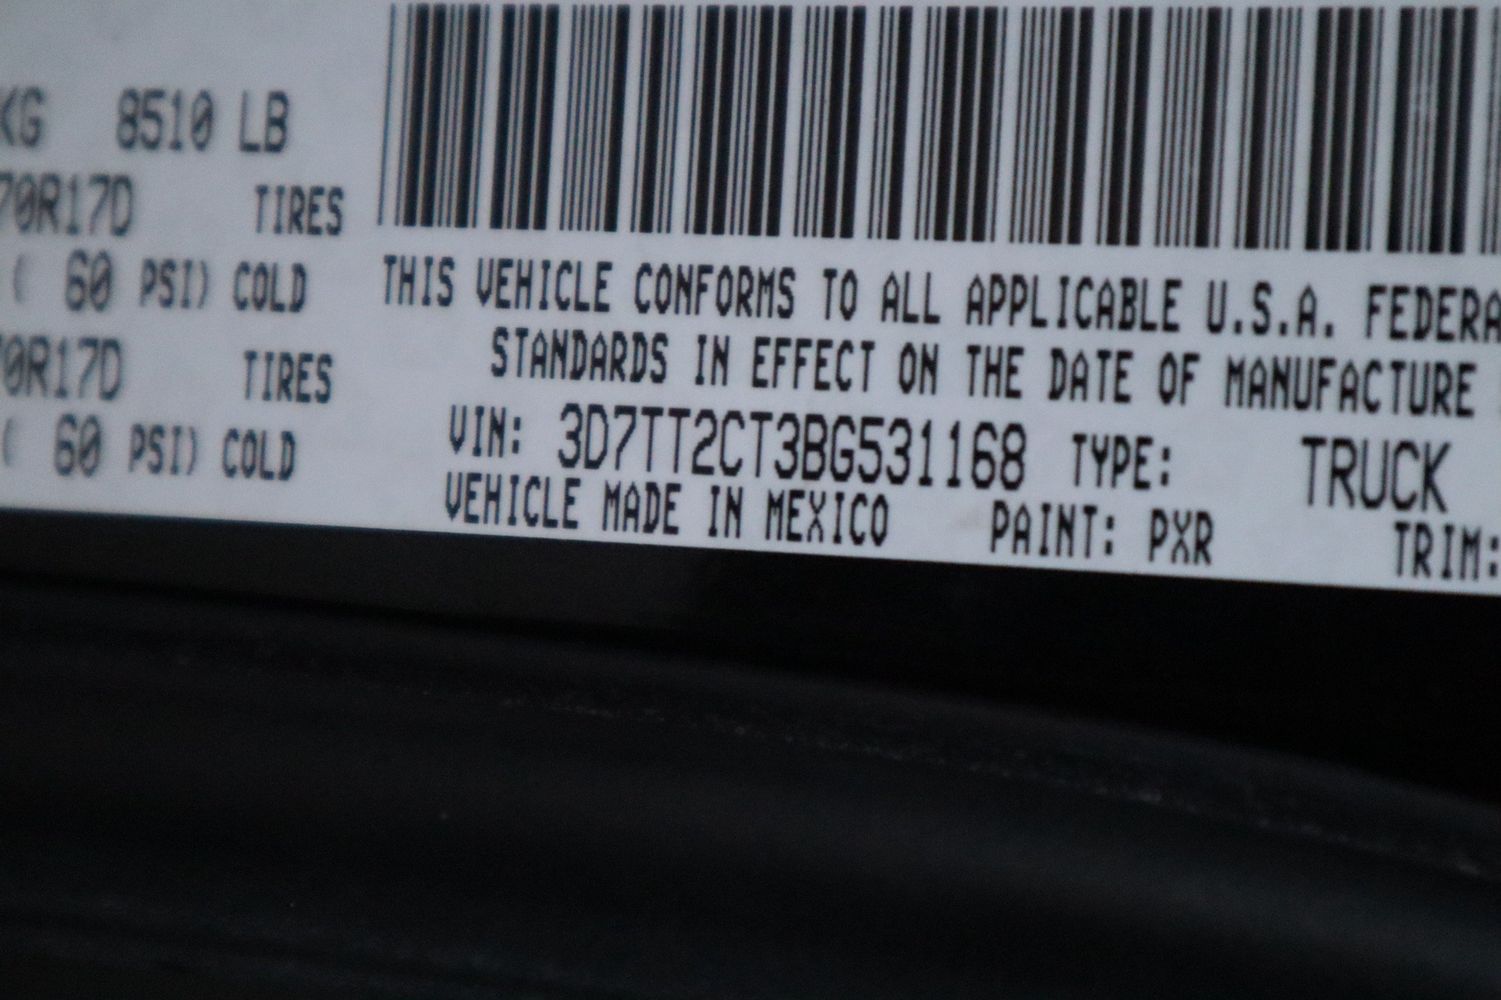 KG 8510 LB
70R17D TIRES
( 60 PSI) COLD
70R17D TIRES
( 60 PSI) COLD
THIS VEHICLE CONFORMS TO ALL APPLICABLE U.S.A. FEDERA
STANDARDS IN EFFECT ON THE DATE OF MANUFACTURE
VIN: 3D7TT2CT3BG531168 TYPE: TRUCK
VEHICLE MADE IN MEXICO PAINT: PXR TRIM: